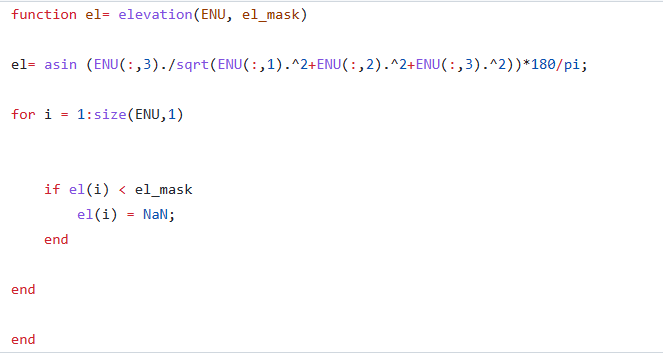 function el= elevation(ENU, el_mask)
el= asin (ENU(:,3)./sqrt(ENU(:,1).^2+ENU(:,2).^2+ENU(:,3).^2))*180/pi;
for i = 1:size(ENU,1)
if el(i) < el_mask
el(i) = NaN;
end
end
end